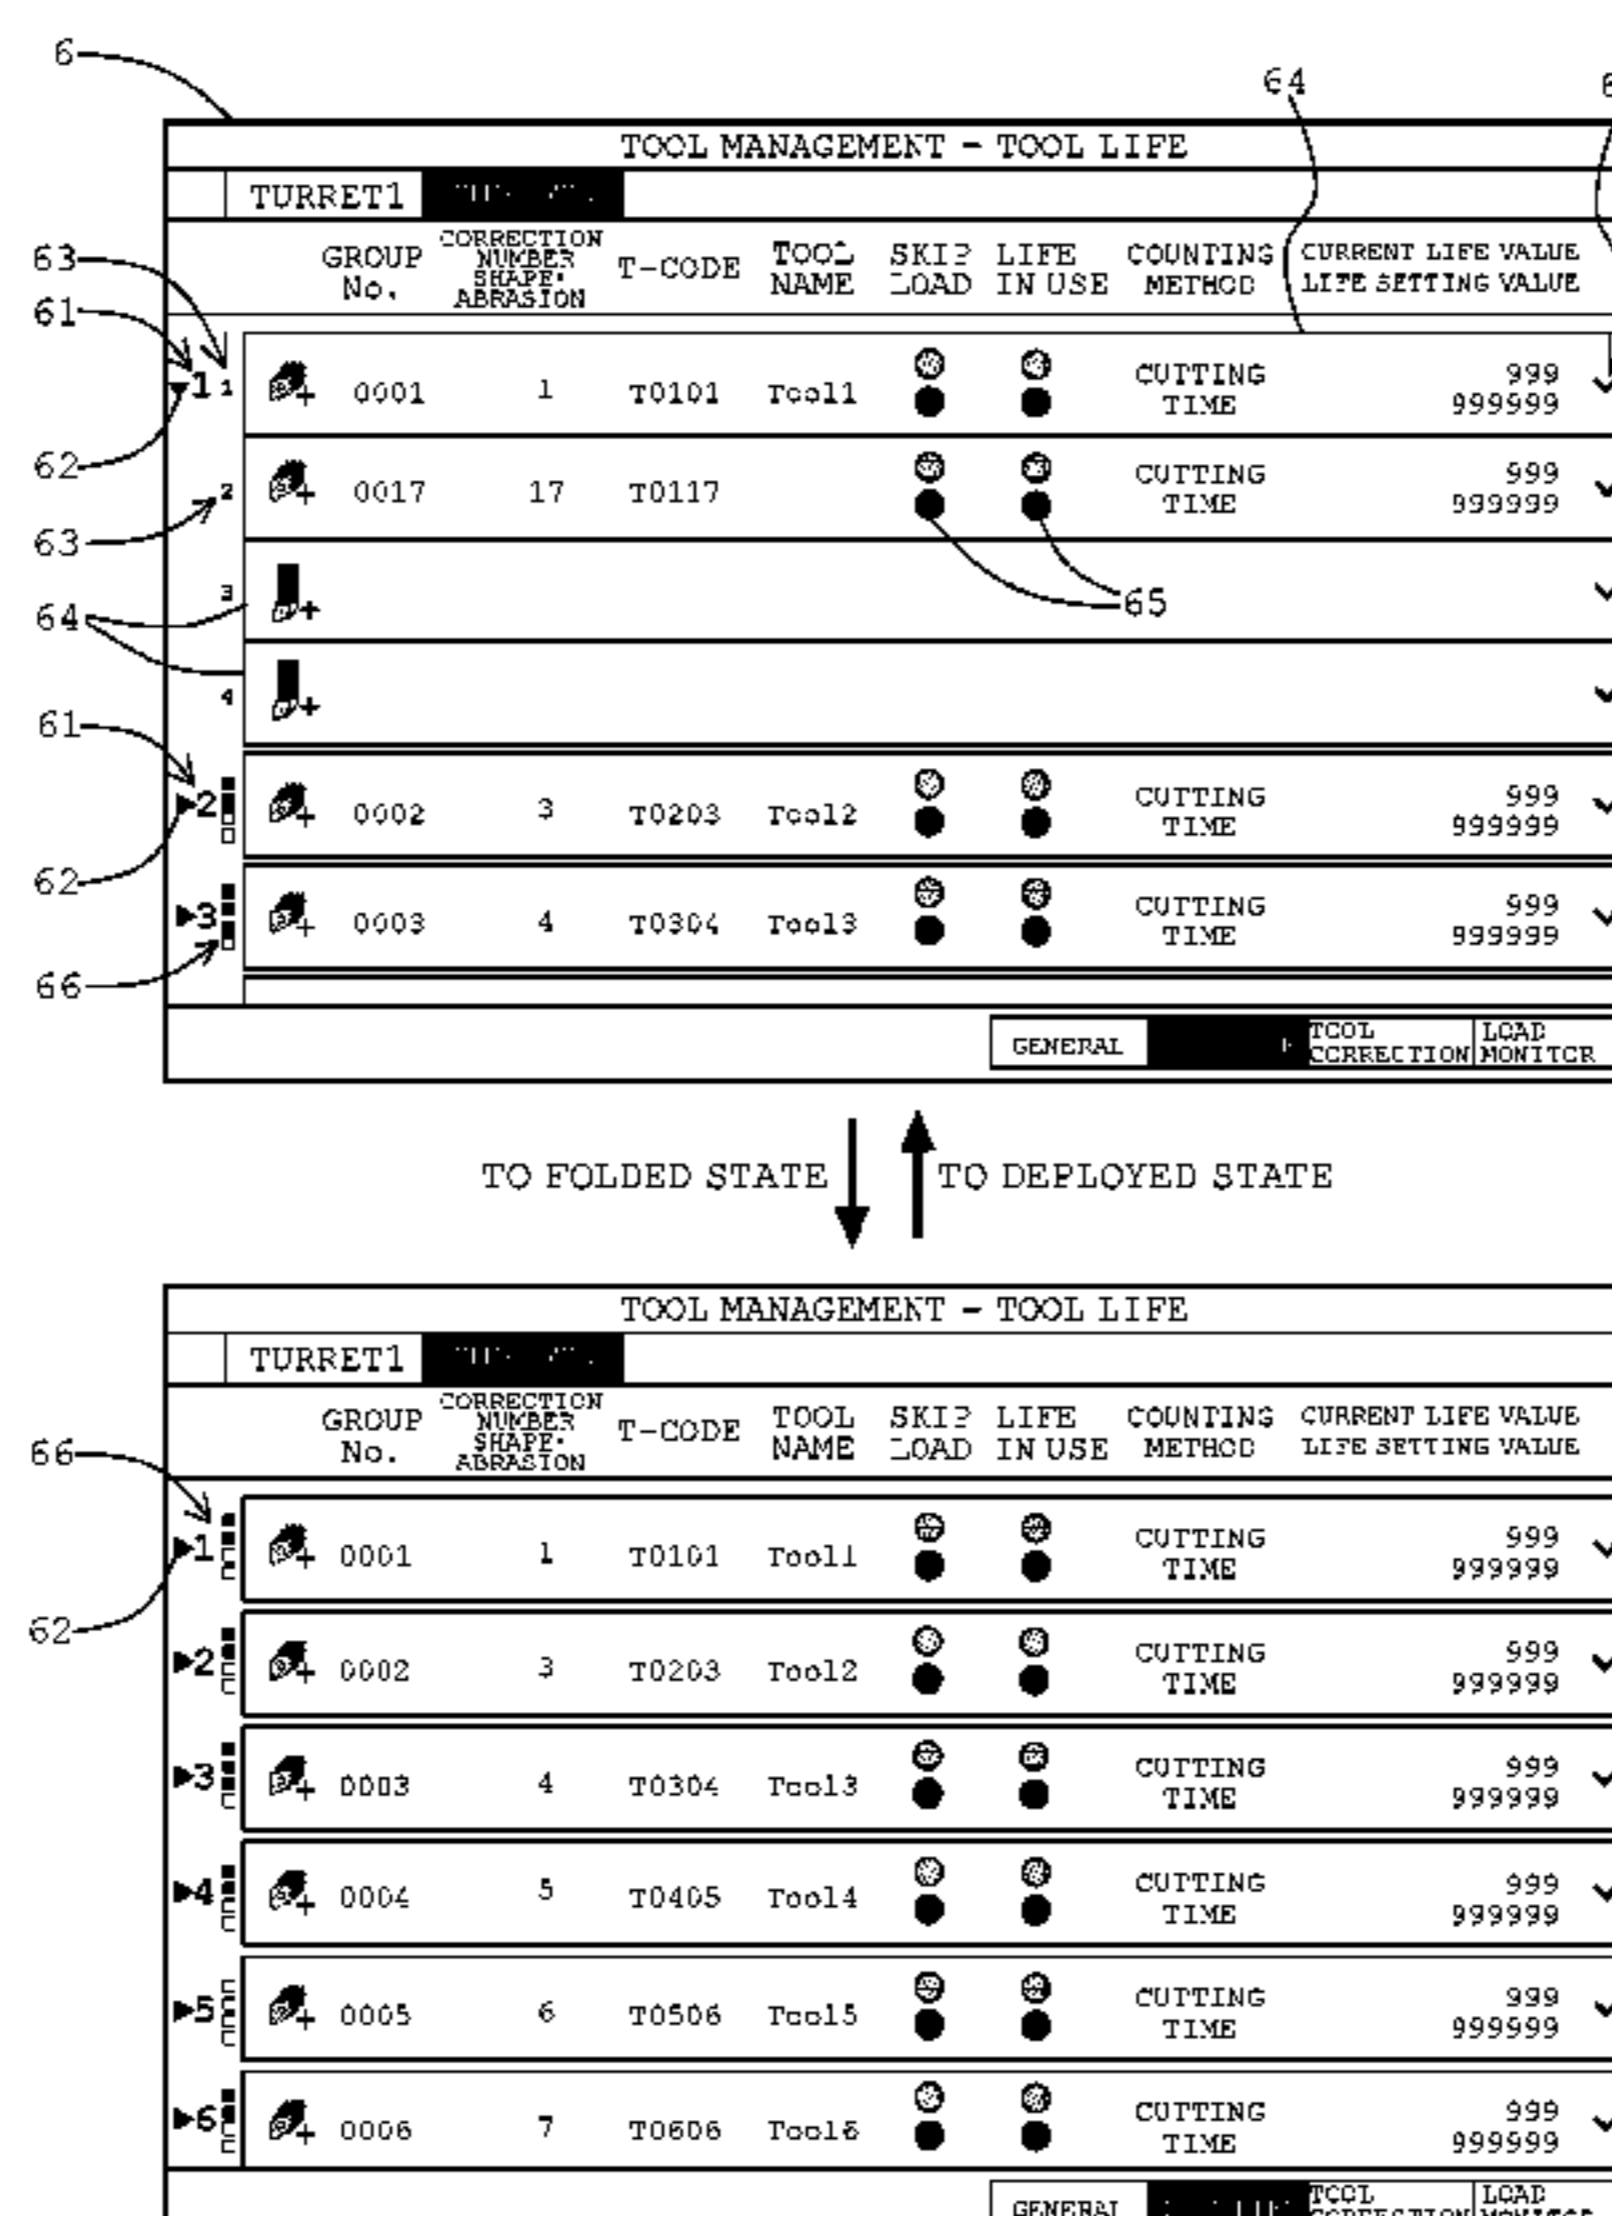 6
64
TOOL MANAGEMENT - TOOL LIFE
TURRET1
63
61
62
63
64
61
62
66
GROUP No.
CORRECTION NUMBER SHAPE· ABRASION
T-CODE
TOOL NAME
SKIP LOAD
LIFE IN USE
COUNTING METHOD
CURRENT LIFE VALUE
LIFE SETTING VALUE
1 1 0001 1 T0101 Tool1 CUTTING TIME 999 999999
2 0017 17 T0117 CUTTING TIME 999 999999
3
65
4
2 0002 3 T0203 Tool2 CUTTING TIME 999 999999
3 0003 4 T0304 Tool3 CUTTING TIME 999 999999
GENERAL
TOOL CORRECTION
LOAD MONITOR
TO FOLDED STATE
TO DEPLOYED STATE
TOOL MANAGEMENT - TOOL LIFE
TURRET1
66
62
GROUP No.
CORRECTION NUMBER SHAPE· ABRASION
T-CODE
TOOL NAME
SKIP LOAD
LIFE IN USE
COUNTING METHOD
CURRENT LIFE VALUE
LIFE SETTING VALUE
1 0001 1 T0101 Tool1 CUTTING TIME 999 999999
2 0002 3 T0203 Tool2 CUTTING TIME 999 999999
3 0003 4 T0304 Tool3 CUTTING TIME 999 999999
4 0004 5 T0405 Tool4 CUTTING TIME 999 999999
5 0005 6 T0506 Tool5 CUTTING TIME 999 999999
6 0006 7 T0606 Tool6 CUTTING TIME 999 999999
GENERAL
TOOL CORRECTION
LOAD MONITOR